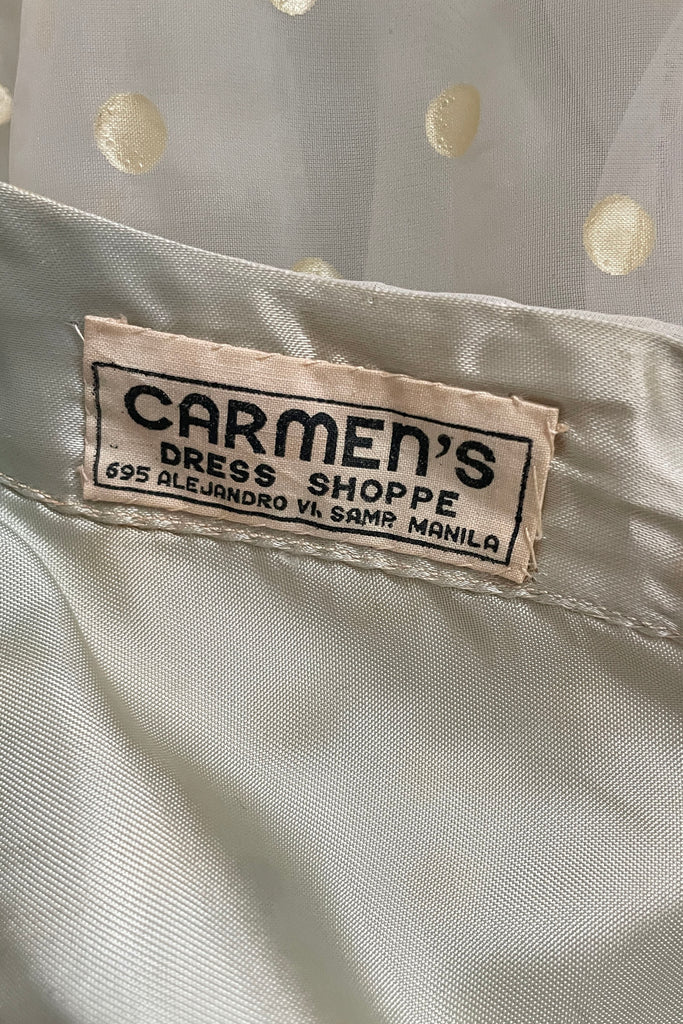 CARMEN'S
DRESS SHOPPE
695 ALEJANDRO VI, SAMP. MANILA